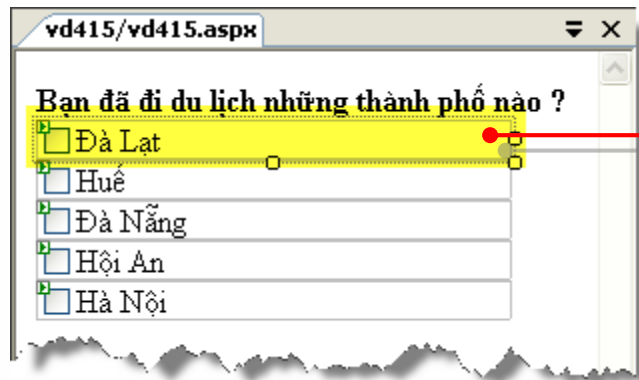 vd415/vd415.aspx
Bạn đã đi du lịch những thành phố nào ?
Đà Lạt
Huế
Đà Nẵng
Hội An
Hà Nội